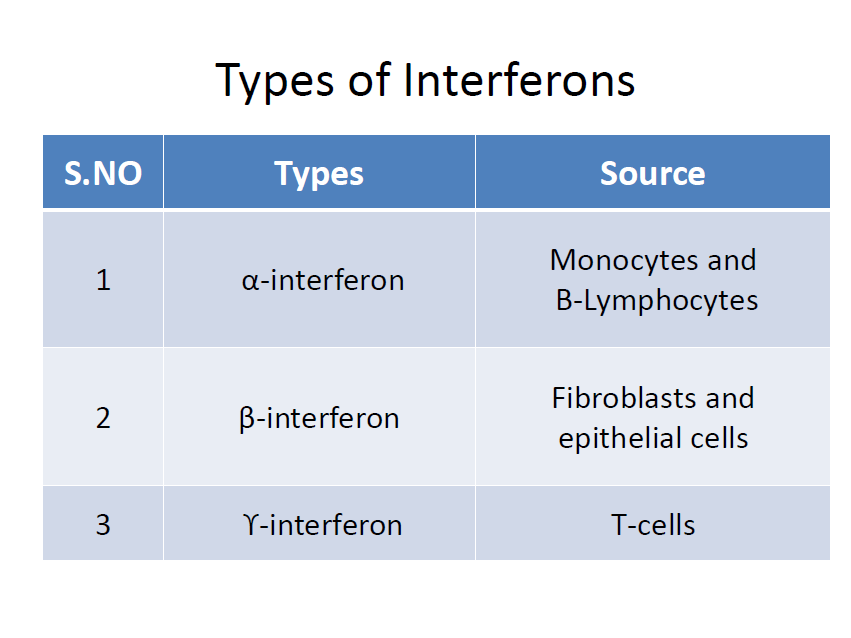 Types of Interferons
S.NO Types Source
1 α-interferon Monocytes and
B-Lymphocytes
2 β-interferon Fibroblasts and
epithelial cells
3 ϒ-interferon T-cells